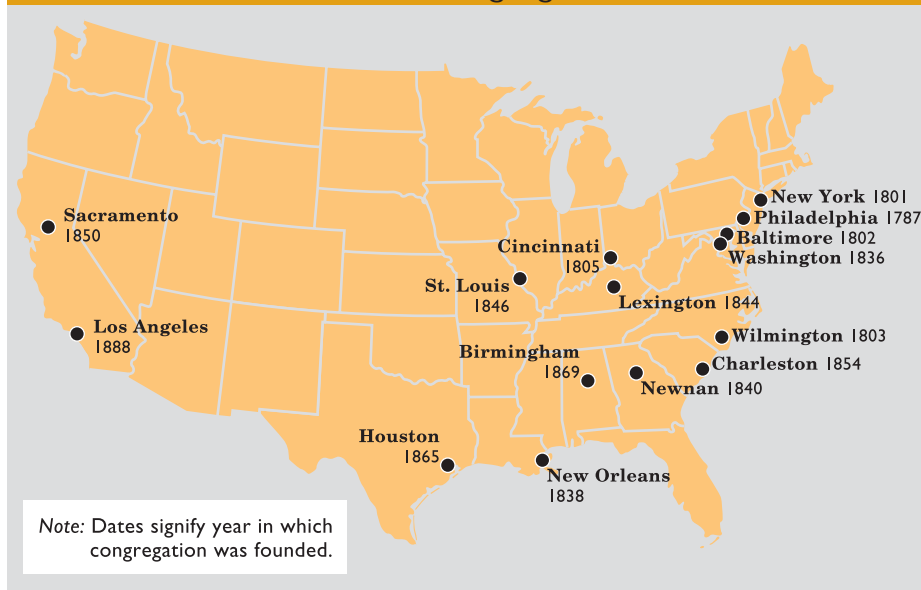 New York 1801
Philadelphia 1787
Baltimore 1802
Washington 1836
Sacramento
1850
Cincinnati
1805
St. Louis
1846
Lexington 1844
Los Angeles
1888
Wilmington 1803
Birmingham
1869
Charleston 1854
Newnan 1840
Houston
1865
New Orleans
1838
Note: Dates signify year in which
congregation was founded.